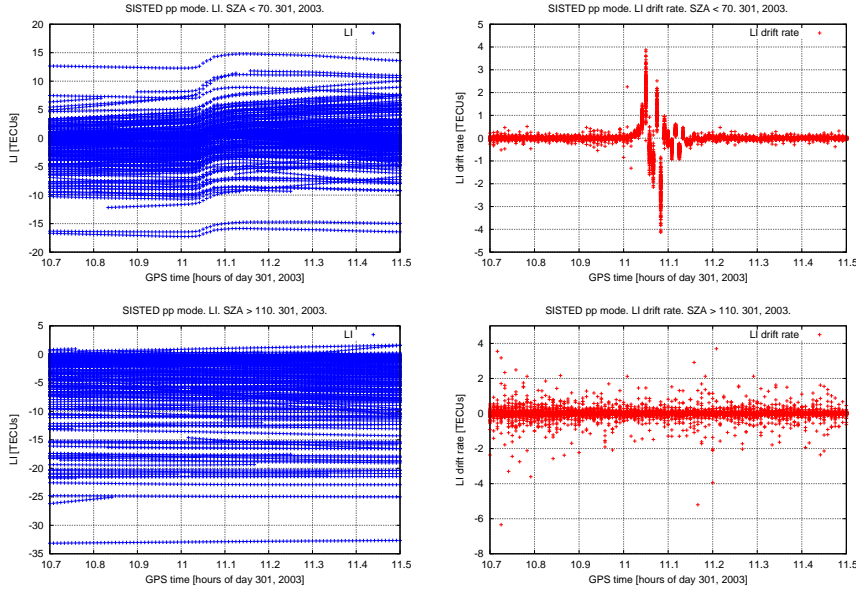 SISTED pp mode. LI. SZA < 70. 301, 2003.
LI
20
15
10
5
0
-5
-10
-15
-20
LI [TECUs]
10.7 10.8 10.9 11 11.1 11.2 11.3 11.4 11.5
GPS time [hours of day 301, 2003]
SISTED pp mode. LI drift rate. SZA < 70. 301, 2003.
LI drift rate
5
4
3
2
1
0
-1
-2
-3
-4
-5
LI drift rate [TECUs]
10.7 10.8 10.9 11 11.1 11.2 11.3 11.4 11.5
GPS time [hours of day 301, 2003]
SISTED pp mode. LI. SZA > 110. 301, 2003.
LI
5
0
-5
-10
-15
-20
-25
-30
-35
LI [TECUs]
10.7 10.8 10.9 11 11.1 11.2 11.3 11.4 11.5
GPS time [hours of day 301, 2003]
SISTED pp mode. LI drift rate. SZA > 110. 301, 2003.
LI drift rate
4
2
0
-2
-4
-6
-8
LI drift rate [TECUs]
10.7 10.8 10.9 11 11.1 11.2 11.3 11.4 11.5
GPS time [hours of day 301, 2003]